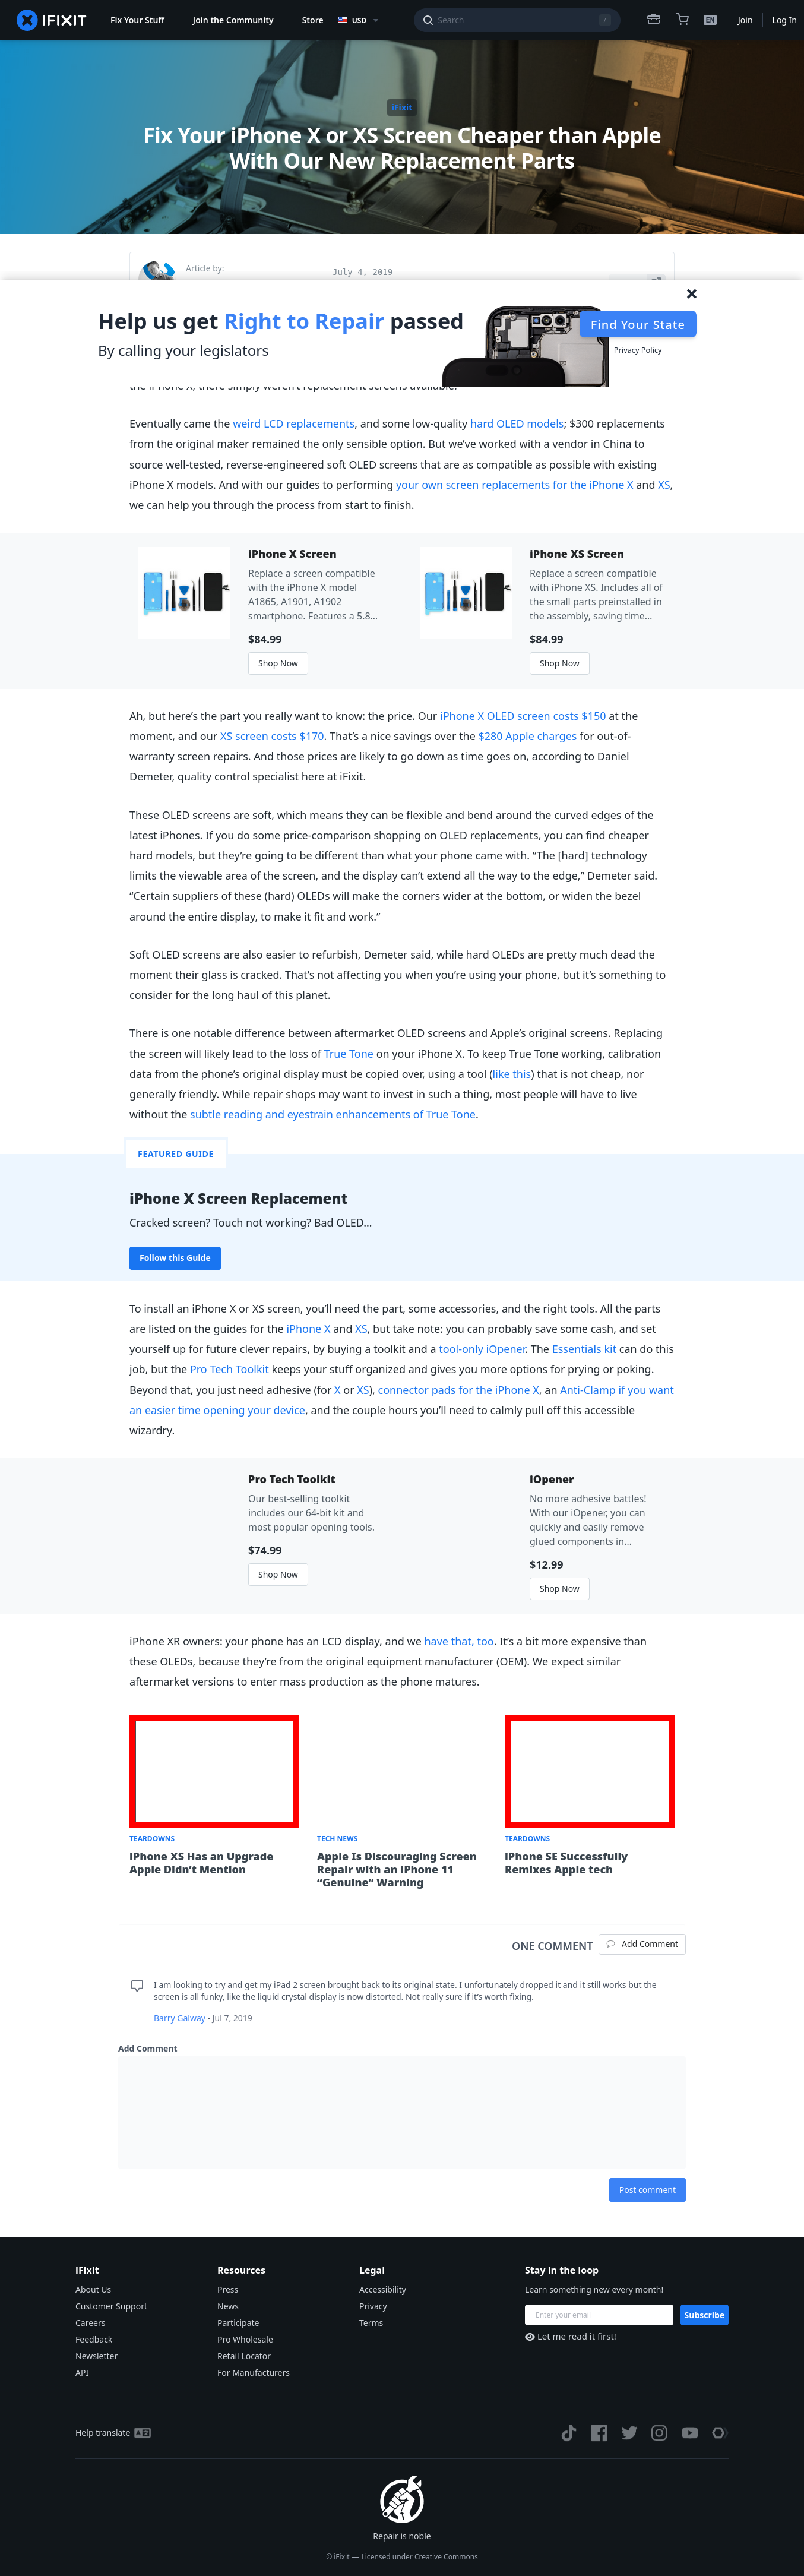 IFIXIT
Fix Your Stuff
Join the Community
Store
USD
Search
/
EN
Join
Log In
iFixit
Fix Your iPhone X or XS Screen Cheaper than Apple
With Our New Replacement Parts
Article by:
July 4, 2019
Help us get Right to Repair passed
By calling your legislators
Find Your State
Privacy Policy
the iPhone X, there simply weren't replacement screens available.
Eventually came the weird LCD replacements, and some low-quality hard OLED models; $300 replacements
from the original maker remained the only sensible option. But we’ve worked with a vendor in China to
source well-tested, reverse-engineered soft OLED screens that are as compatible as possible with existing
iPhone X models. And with our guides to performing your own screen replacements for the iPhone X and XS,
we can help you through the process from start to finish.
iPhone X Screen
Replace a screen compatible
with the iPhone X model
A1865, A1901, A1902
smartphone. Features a 5.8...
$84.99
Shop Now
iPhone XS Screen
Replace a screen compatible
with iPhone XS. Includes all of
the small parts preinstalled in
the assembly, saving time...
$84.99
Shop Now
Ah, but here’s the part you really want to know: the price. Our iPhone X OLED screen costs $150 at the
moment, and our XS screen costs $170. That’s a nice savings over the $280 Apple charges for out-of-
warranty screen repairs. And those prices are likely to go down as time goes on, according to Daniel
Demeter, quality control specialist here at iFixit.
These OLED screens are soft, which means they can be flexible and bend around the curved edges of the
latest iPhones. If you do some price-comparison shopping on OLED replacements, you can find cheaper
hard models, but they’re going to be different than what your phone came with. “The [hard] technology
limits the viewable area of the screen, and the display can’t extend all the way to the edge,” Demeter said.
“Certain suppliers of these (hard) OLEDs will make the corners wider at the bottom, or widen the bezel
around the entire display, to make it fit and work.”
Soft OLED screens are also easier to refurbish, Demeter said, while hard OLEDs are pretty much dead the
moment their glass is cracked. That’s not affecting you when you’re using your phone, but it’s something to
consider for the long haul of this planet.
There is one notable difference between aftermarket OLED screens and Apple’s original screens. Replacing
the screen will likely lead to the loss of True Tone on your iPhone X. To keep True Tone working, calibration
data from the phone’s original display must be copied over, using a tool (like this) that is not cheap, nor
generally friendly. While repair shops may want to invest in such a thing, most people will have to live
without the subtle reading and eyestrain enhancements of True Tone.
FEATURED GUIDE
iPhone X Screen Replacement
Cracked screen? Touch not working? Bad OLED...
Follow this Guide
To install an iPhone X or XS screen, you’ll need the part, some accessories, and the right tools. All the parts
are listed on the guides for the iPhone X and XS, but take note: you can probably save some cash, and set
yourself up for future clever repairs, by buying a toolkit and a tool-only iOpener. The Essentials kit can do this
job, but the Pro Tech Toolkit keeps your stuff organized and gives you more options for prying or poking.
Beyond that, you just need adhesive (for X or XS), connector pads for the iPhone X, an Anti-Clamp if you want
an easier time opening your device, and the couple hours you’ll need to calmly pull off this accessible
wizardry.
Pro Tech Toolkit
Our best-selling toolkit
includes our 64-bit kit and
most popular opening tools.
$74.99
Shop Now
iOpener
No more adhesive battles!
With our iOpener, you can
quickly and easily remove
glued components in...
$12.99
Shop Now
iPhone XR owners: your phone has an LCD display, and we have that, too. It’s a bit more expensive than
these OLEDs, because they’re from the original equipment manufacturer (OEM). We expect similar
aftermarket versions to enter mass production as the phone matures.
TEARDOWNS
iPhone XS Has an Upgrade
Apple Didn’t Mention
TECH NEWS
Apple Is Discouraging Screen
Repair with an iPhone 11
“Genuine” Warning
TEARDOWNS
iPhone SE Successfully
Remixes Apple tech
ONE COMMENT
Add Comment
I am looking to try and get my iPad 2 screen brought back to its original state. I unfortunately dropped it and it still works but the
screen is all funky, like the liquid crystal display is now distorted. Not really sure if it’s worth fixing.
Barry Galway - Jul 7, 2019
Add Comment
Post comment
iFixit
About Us
Customer Support
Careers
Feedback
Newsletter
API
Resources
Press
News
Participate
Pro Wholesale
Retail Locator
For Manufacturers
Legal
Accessibility
Privacy
Terms
Stay in the loop
Learn something new every month!
Enter your email
Subscribe
Let me read it first!
Help translate
Repair is noble
© iFixit — Licensed under Creative Commons